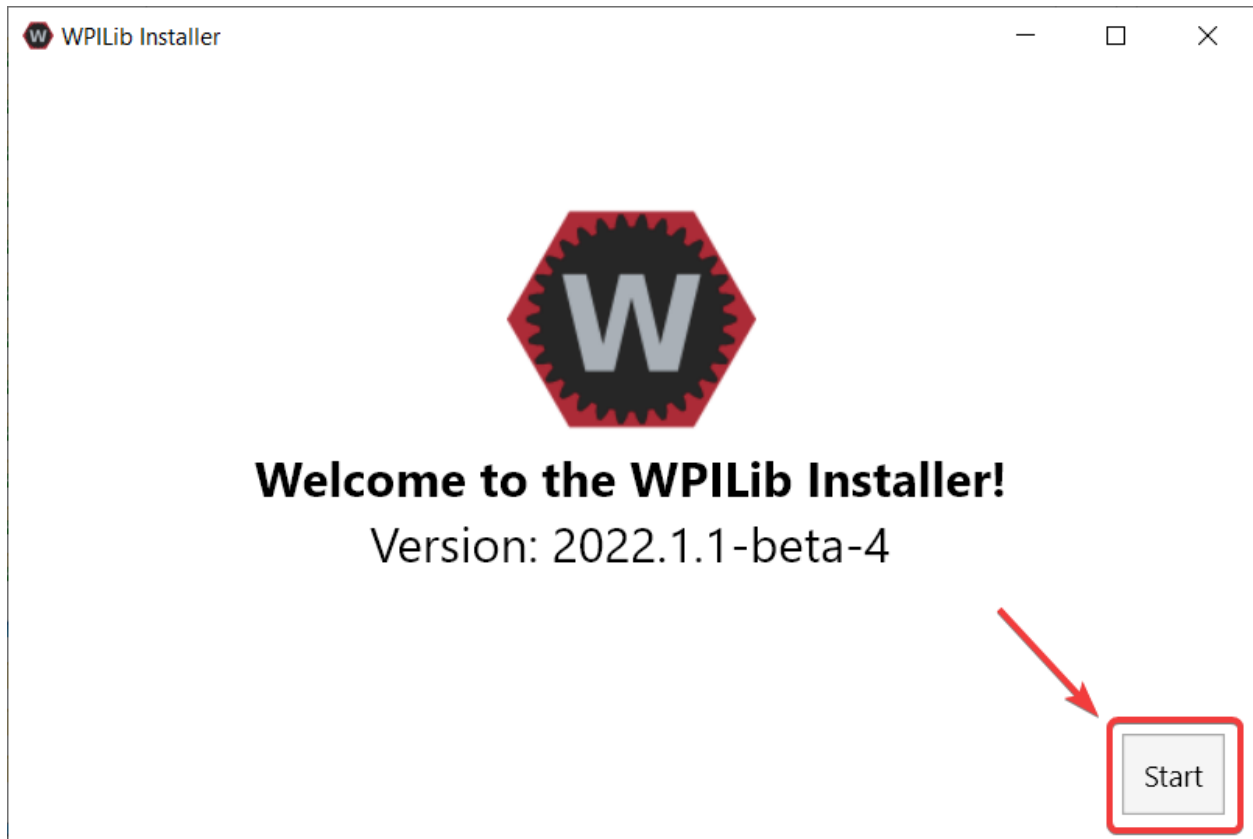 W WPILib Installer
W
Welcome to the WPILib Installer!
Version: 2022.1.1-beta-4
Start